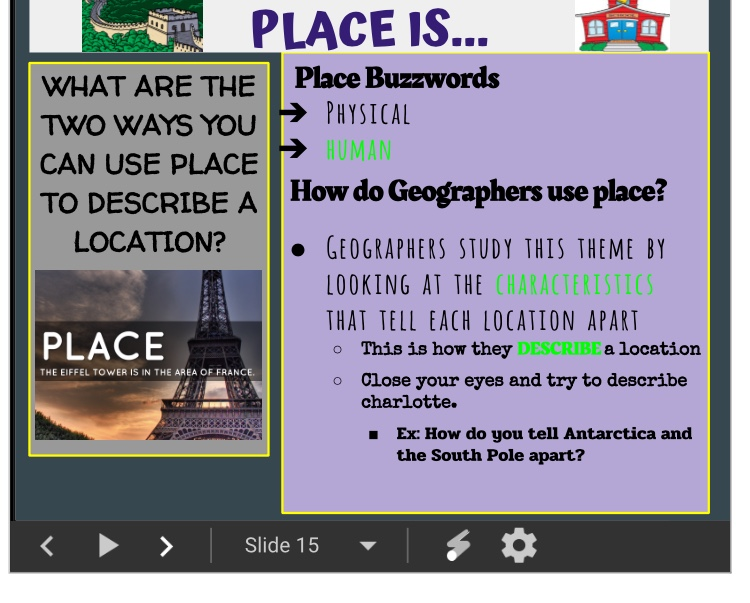 PLACE IS...
WHAT ARE THE
TWO WAYS YOU
CAN USE PLACE
TO DESCRIBE A
LOCATION?
PLACE
THE EIFFEL TOWER IS IN THE AREA OF FRANCE.
Place Buzzwords
➔ PHYSICAL
➔ HUMAN
How do Geographers use place?
● GEOGRAPHERS STUDY THIS THEME BY
LOOKING AT THE CHARACTERISTICS
THAT TELL EACH LOCATION APART
○ This is how they DESCRIBE a location
○ Close your eyes and try to describe
charlotte.
■ Ex: How do you tell Antarctica and
the South Pole apart?
Slide 15